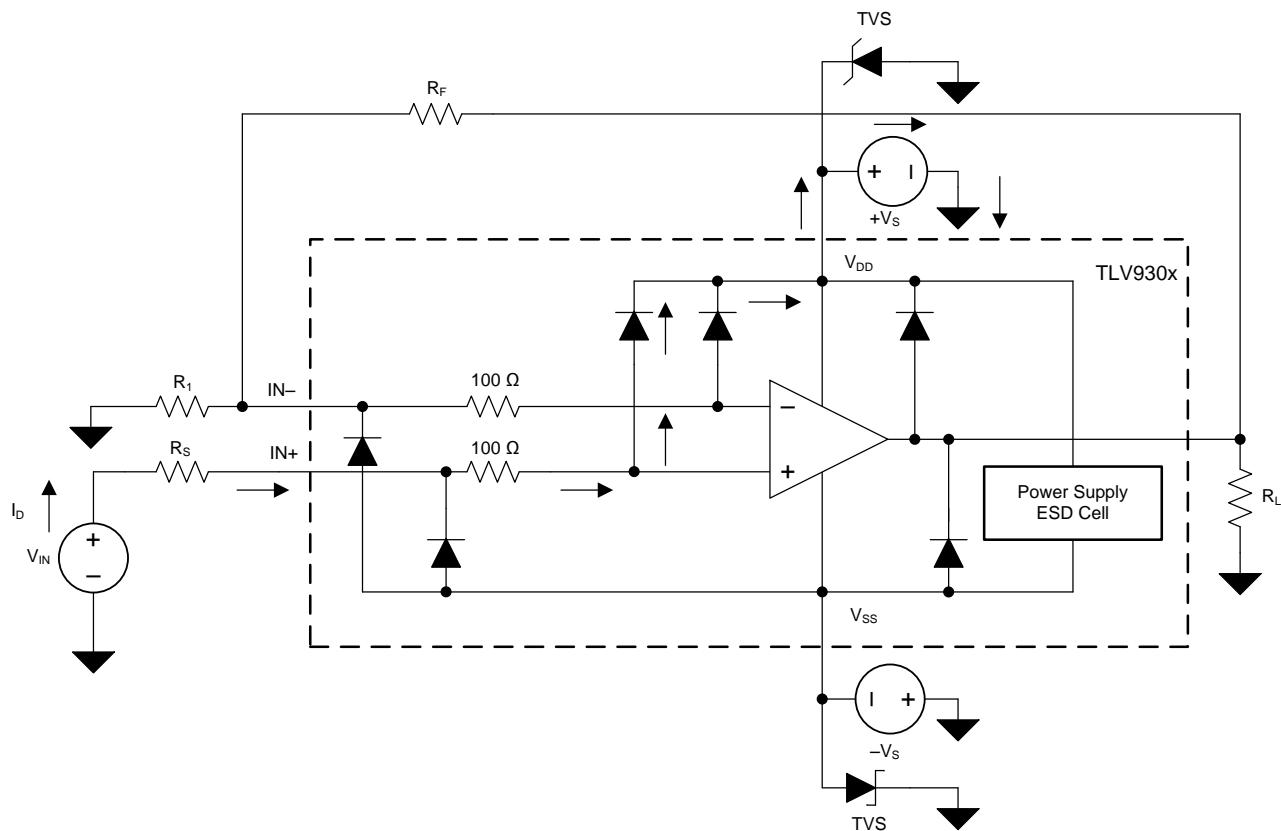 TVS
R_F
+ −
+V_S
V_DD
TLV930x
R_1
IN−
100 Ω
−
R_S
IN+
100 Ω
+
I_D
V_IN
+
−
Power Supply
ESD Cell
R_L
V_SS
− +
−V_S
TVS